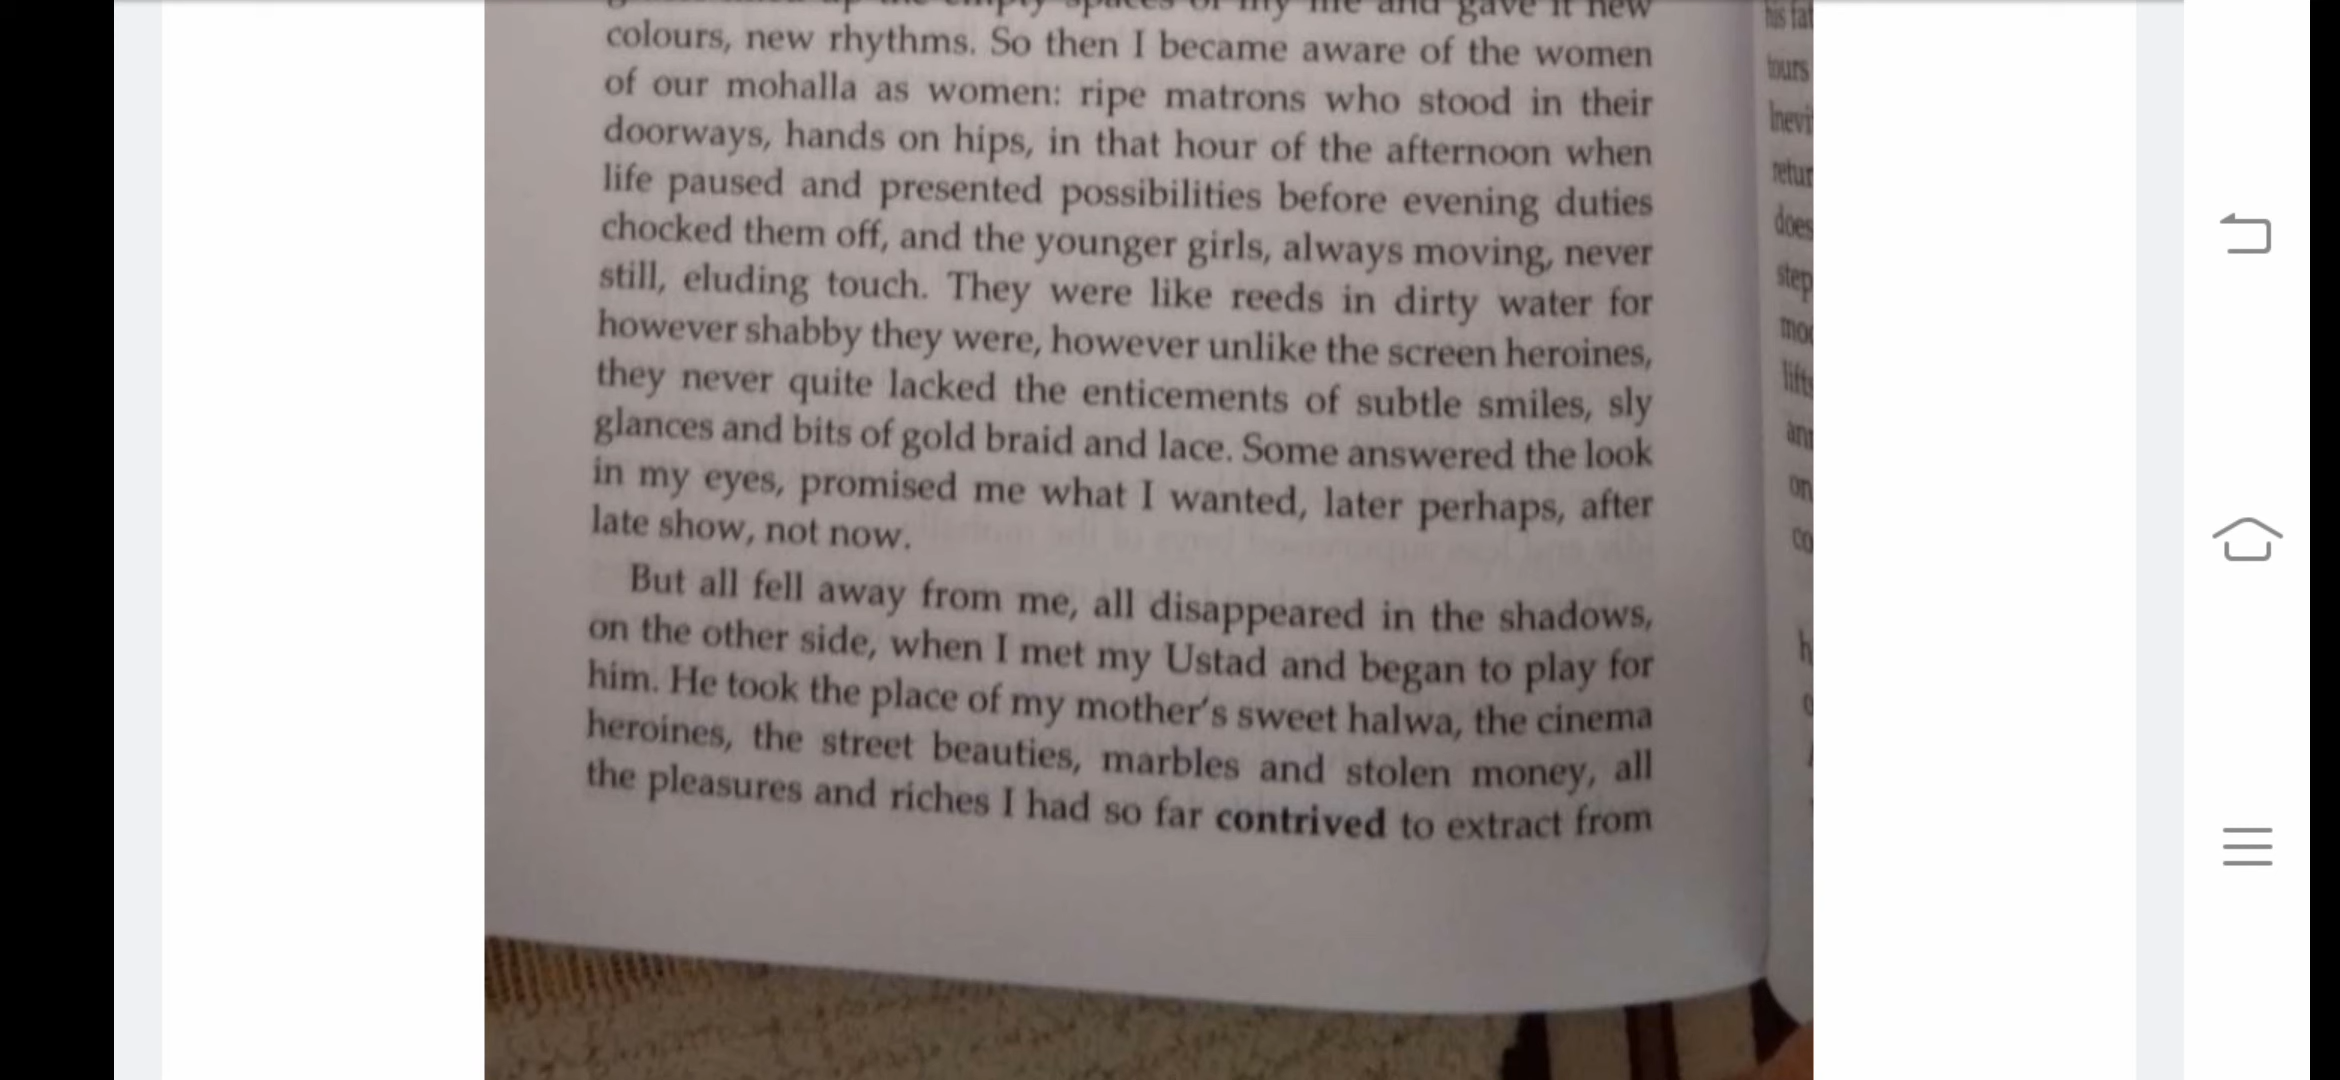 colours, new rhythms. So then I became aware of the women
of our mohalla as women: ripe matrons who stood in their
doorways, hands on hips, in that hour of the afternoon when
life paused and presented possibilities before evening duties
chocked them off, and the younger girls, always moving, never
still, eluding touch. They were like reeds in dirty water for
however shabby they were, however unlike the screen heroines,
they never quite lacked the enticements of subtle smiles, sly
glances and bits of gold braid and lace. Some answered the look
in my eyes, promised me what I wanted, later perhaps, after
late show, not now.
But all fell away from me, all disappeared in the shadows,
on the other side, when I met my Ustad and began to play for
him. He took the place of my mother's sweet halwa, the cinema
heroines, the street beauties, marbles and stolen money, all
the pleasures and riches I had so far contrived to extract from